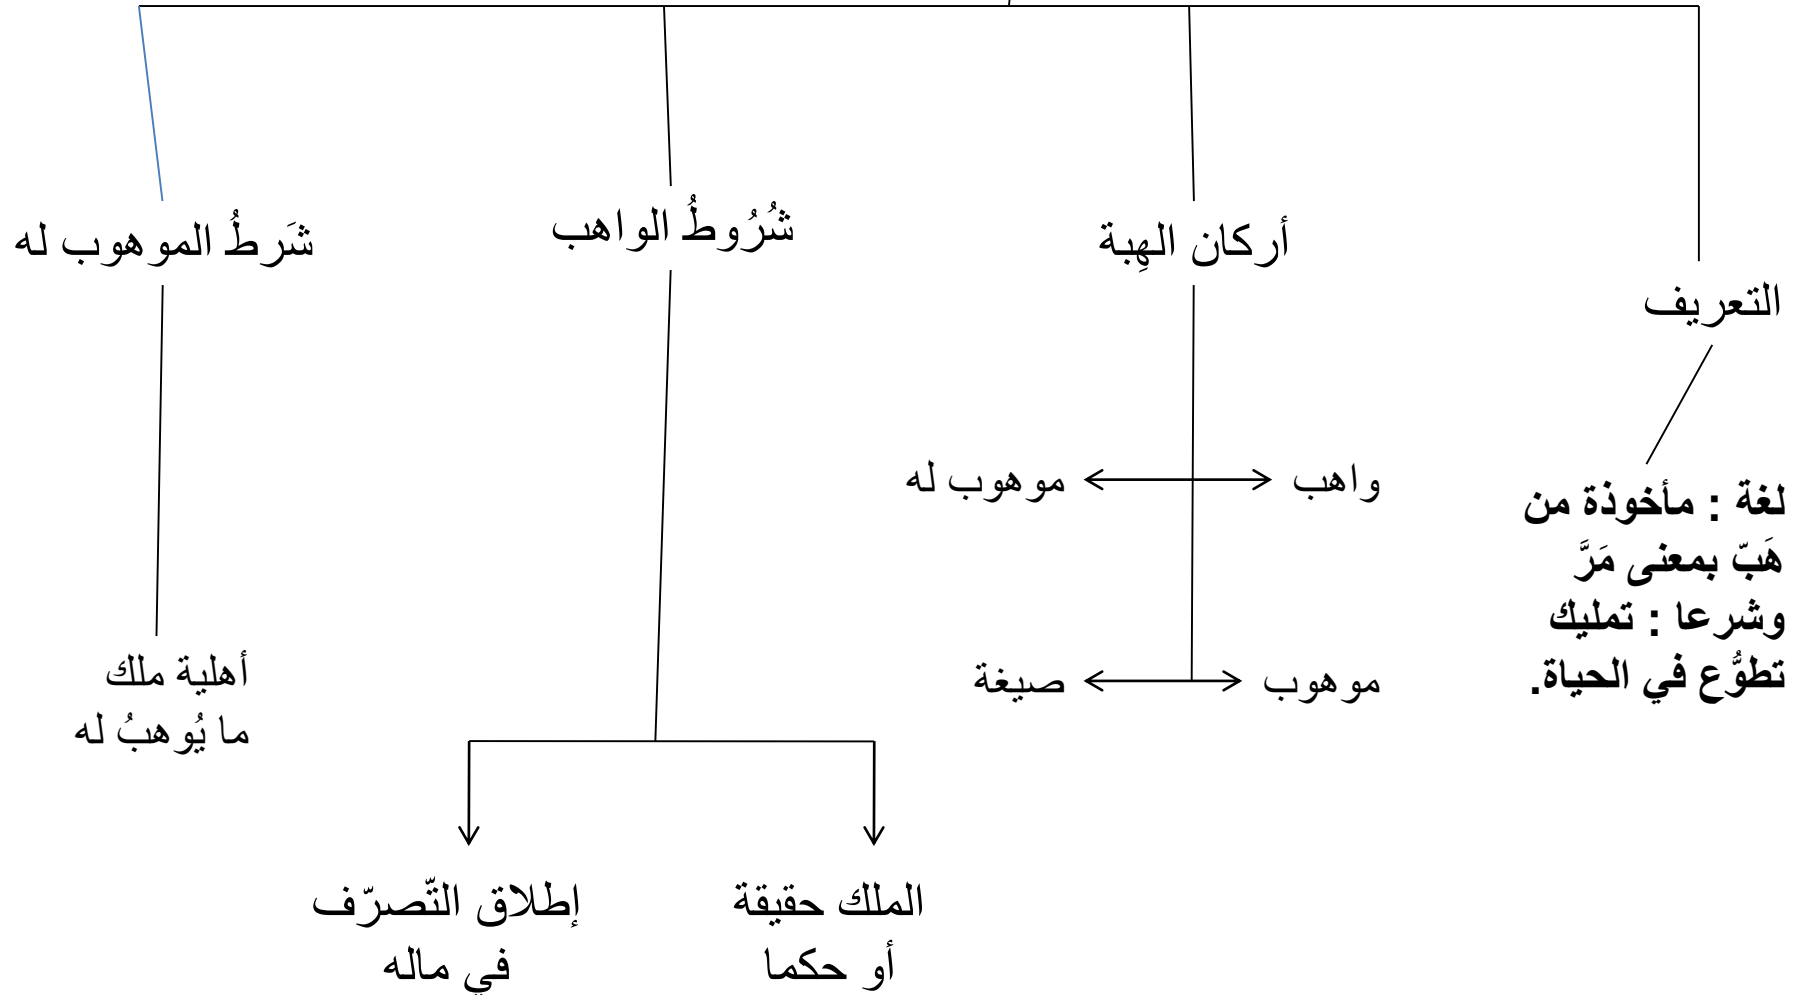 التعريف
لغة : مأخوذة من
هَبّ بمعنى مَرَّ
وشرعا : تمليك
تطوُّع في الحياة.
أركان الهِبة
واهب
موهوب له
موهوب
صيغة
شُرُوطُ الواهب
الملك حقيقة
أو حكما
إطلاق التّصرّف
في ماله
شَرطُ الموهوب له
أهلية ملك
ما يُوهبُ له